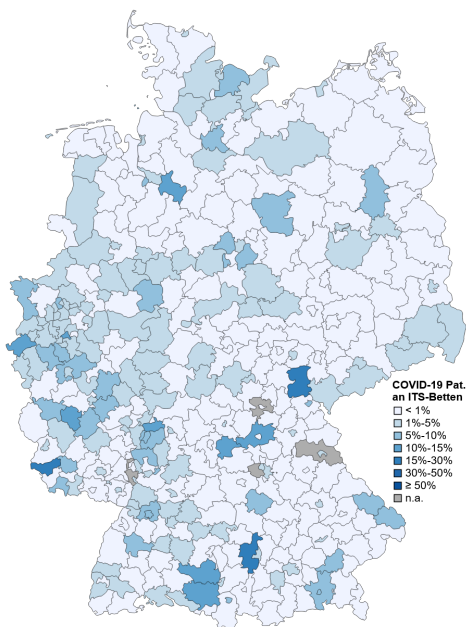 COVID-19 Pat.
an ITS-Betten
< 1%
1%-5%
5%-10%
10%-15%
15%-30%
30%-50%
≥ 50%
n.a.